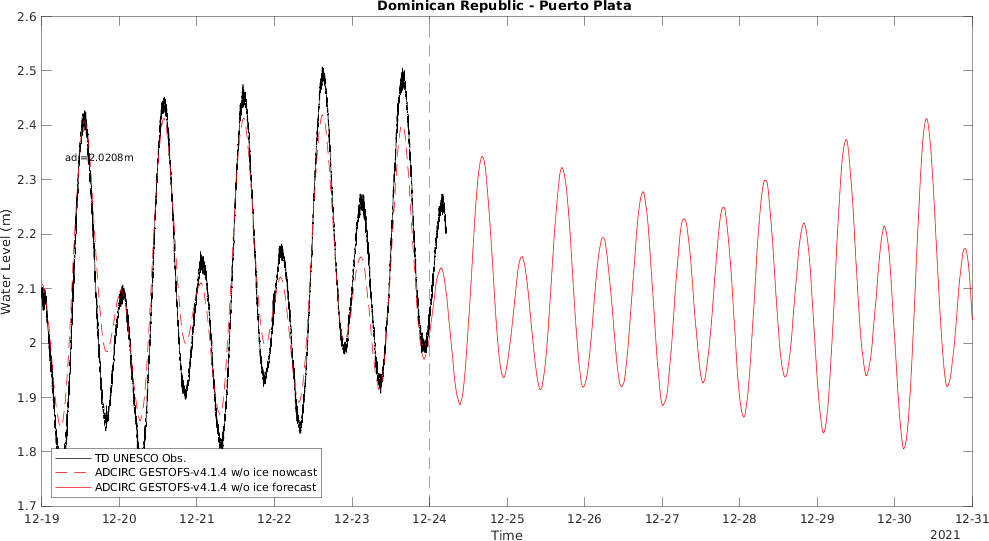 Dominican Republic - Puerto Plata
Water Level (m)
2.6
2.5
2.4
2.3
2.2
2.1
2
1.9
1.8
1.7
adj=2.0208m
TD UNESCO Obs.
ADCIRC GESTOFS-v4.1.4 w/o ice nowcast
ADCIRC GESTOFS-v4.1.4 w/o ice forecast
12-19 12-20 12-21 12-22 12-23 12-24 12-25 12-26 12-27 12-28 12-29 12-30 12-31
Time
2021